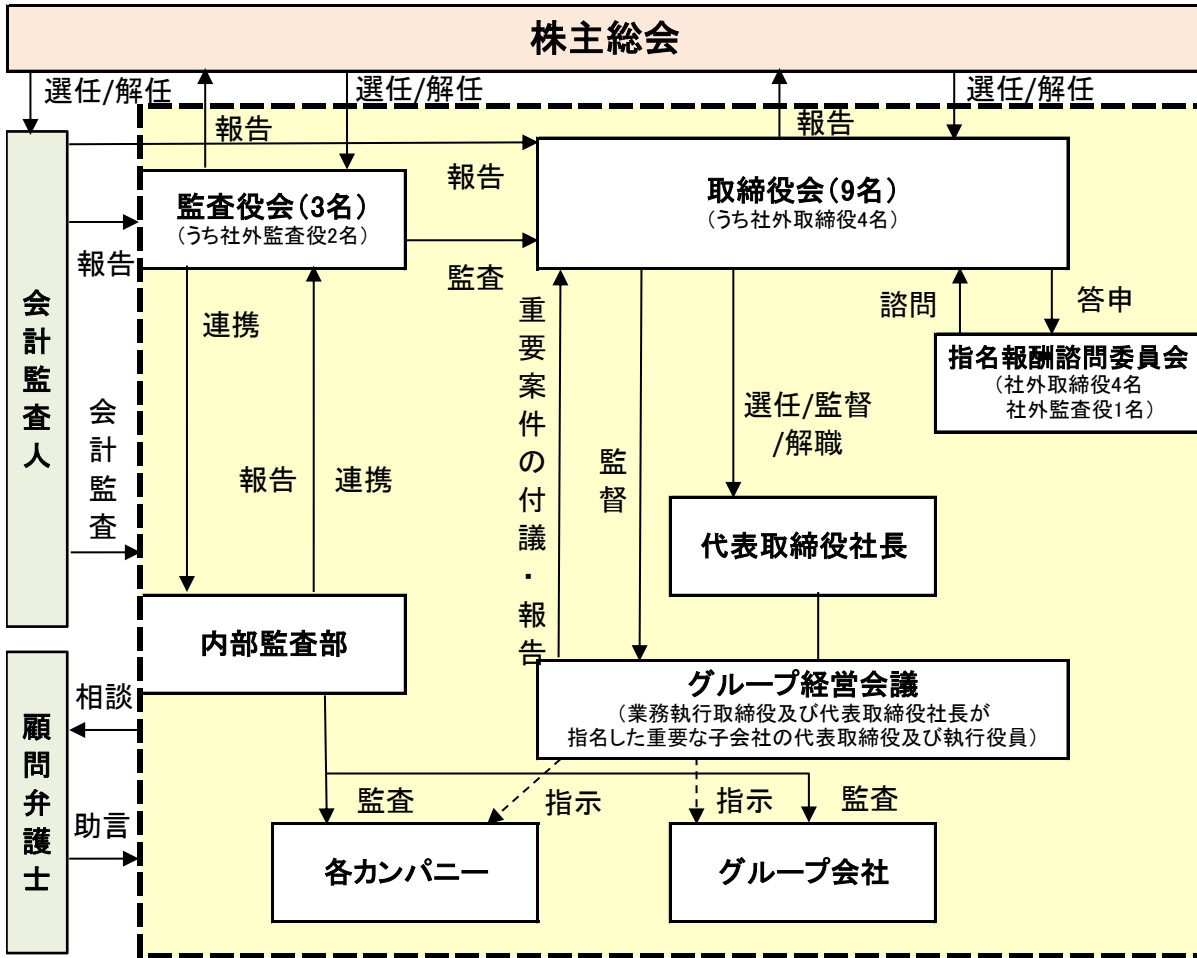 株主総会
選任/解任
報告
選任/解任
報告
選任/解任
報告
監査役会(3名)
(うち社外監査役2名)
取締役会(9名)
(うち社外取締役4名)
報告
監査
会計監査人
連携
重要案件の付議・報告
諮問
答申
指名報酬諮問委員会
(社外取締役4名
社外監査役1名)
会計監査
報告
連携
監督
選任/監督
/解職
代表取締役社長
内部監査部
グループ経営会議
(業務執行取締役及び代表取締役社長が
指名した重要な子会社の代表取締役及び執行役員)
顧問弁護士
相談
助言
監査
指示
指示
監査
各カンパニー
グループ会社